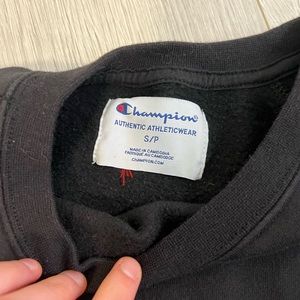 Champion
AUTHENTIC ATHLETICWEAR
S/P
MADE IN CAMBODIA
FABRIQUÉ AU CAMBODGE
CHAMPION.COM